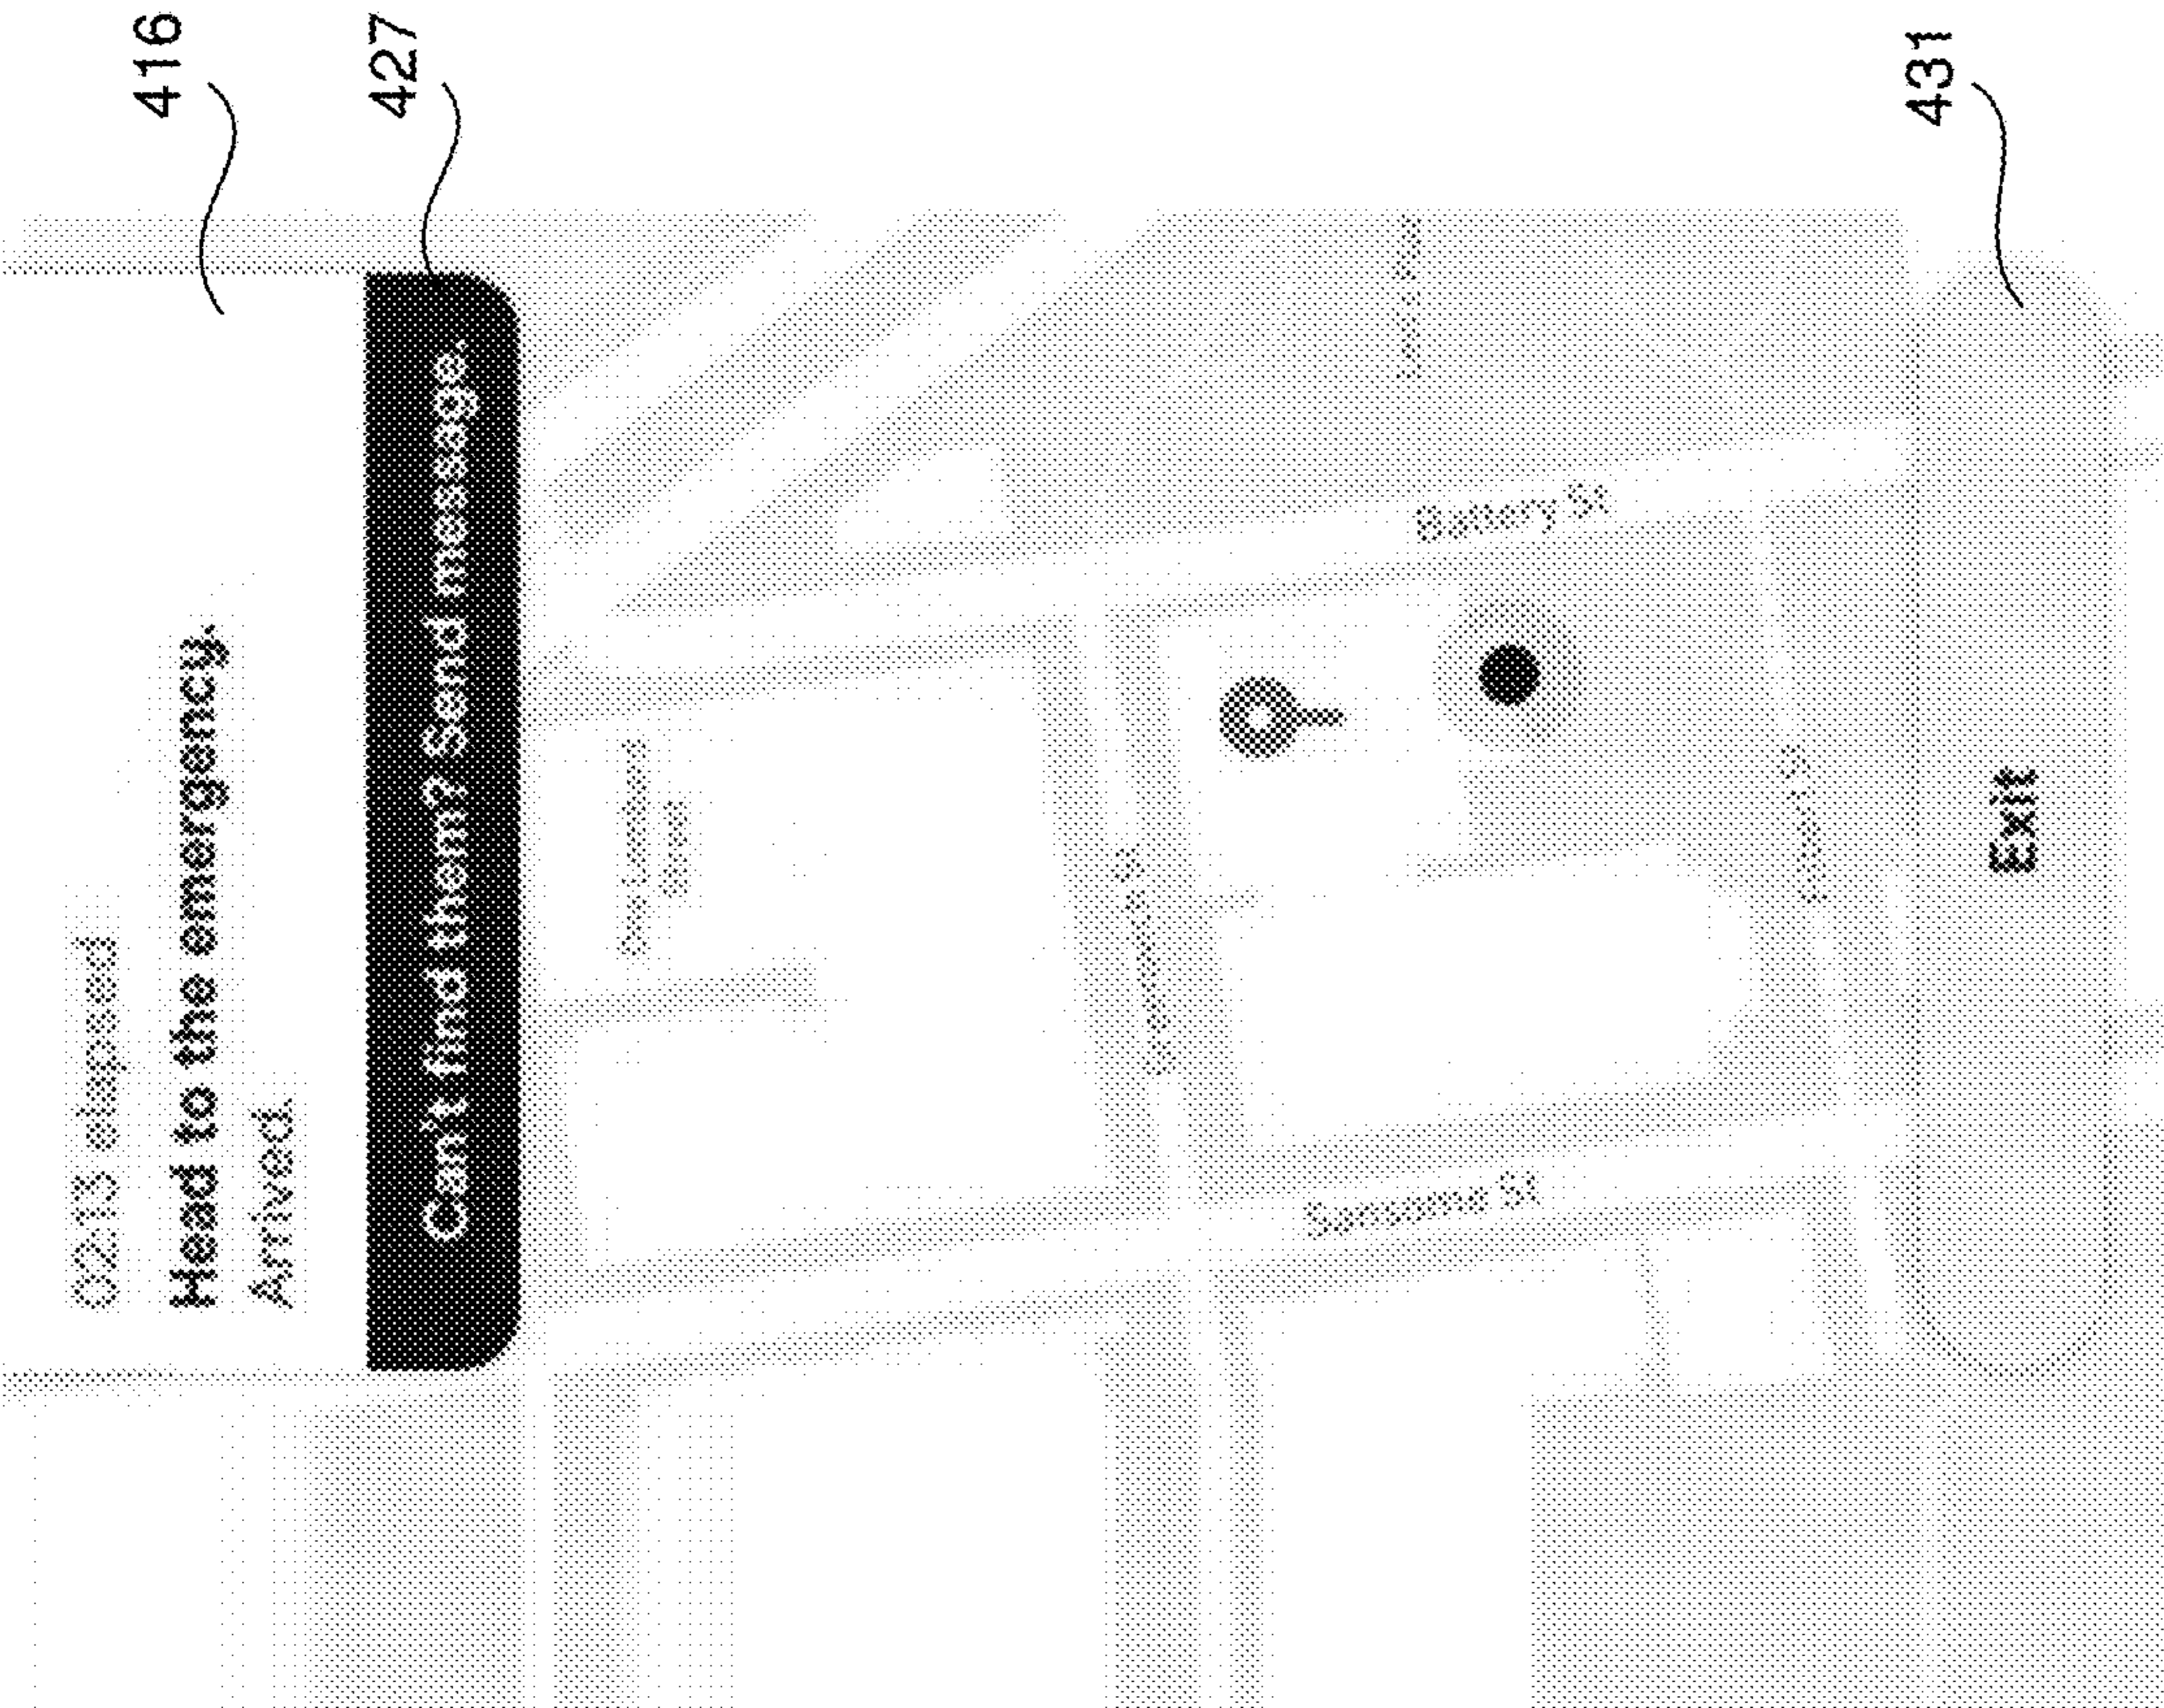 416
02:13 elapsed
Head to the emergency.
Arrived.
427
Can't find them? Send message.
Battery St
Sansome St
431
Exit